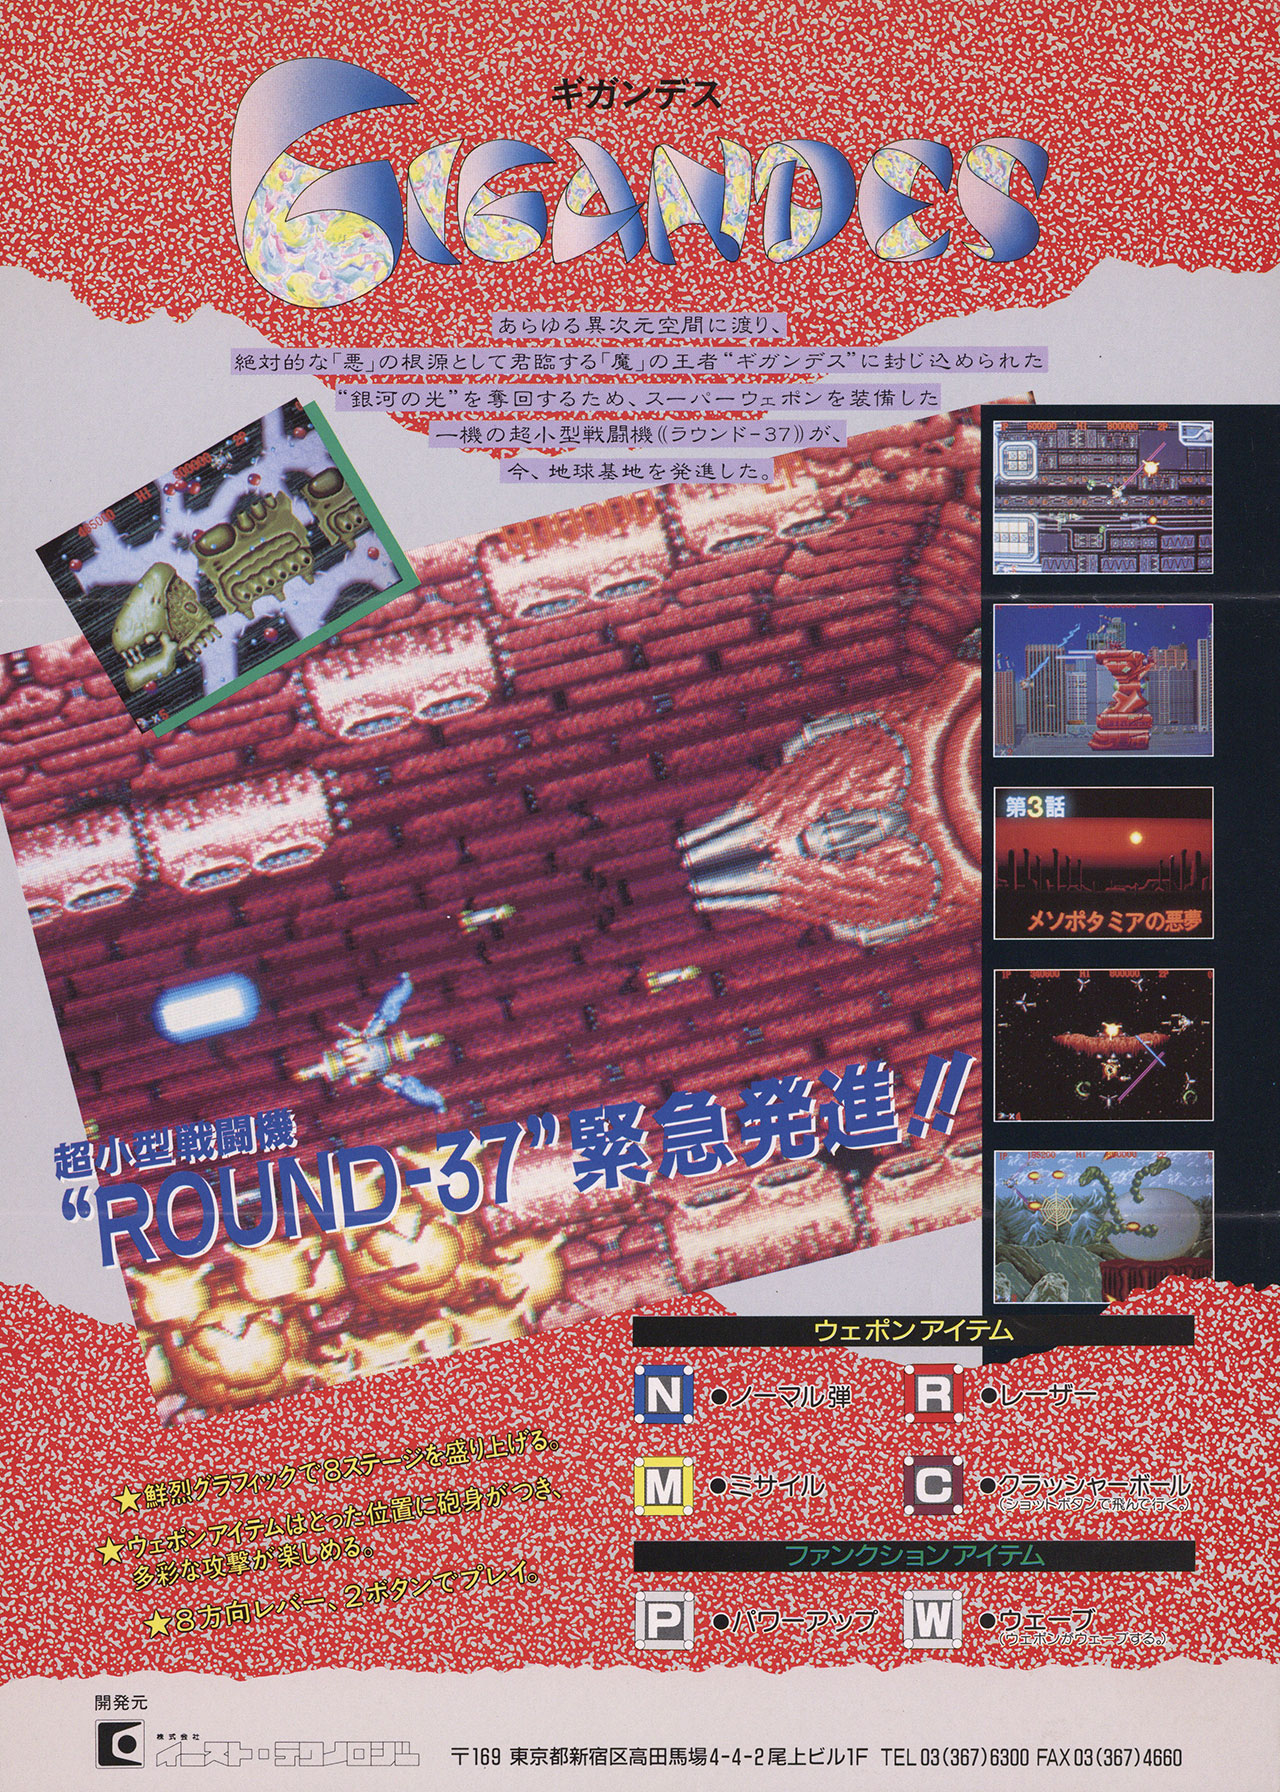 ギガンデス
GIGANDES
あらゆる異次元空間に渡り、
絶対的な「悪」の根源として君臨する「魔」の王者“ギガンデス”に封じ込められた
“銀河の光”を奪回するため、スーパーウェポンを装備した
一機の超小型戦闘機((ラウンド-37))が、
今、地球基地を発進した。
第3話
メソポタミアの悪夢
超小型戦闘機
“ROUND-37”緊急発進!!
★鮮烈グラフィックで8ステージを盛り上げる。
★ウェポンアイテムはとった位置に砲身がつき、
多彩な攻撃が楽しめる。
★8方向レバー、2ボタンでプレイ。
ウェポンアイテム
N ●ノーマル弾 R ●レーザー
M ●ミサイル C ●クラッシャーボール
(ショットボタンで飛んで行く。)
ファンクションアイテム
P ●パワーアップ W ●ウェーブ
(ウェポンがウェーブする。)
開発元
株式会社
イースト・テクノロジー
〒169 東京都新宿区高田馬場4-4-2尾上ビル1F TEL 03(367)6300 FAX 03(367)4660